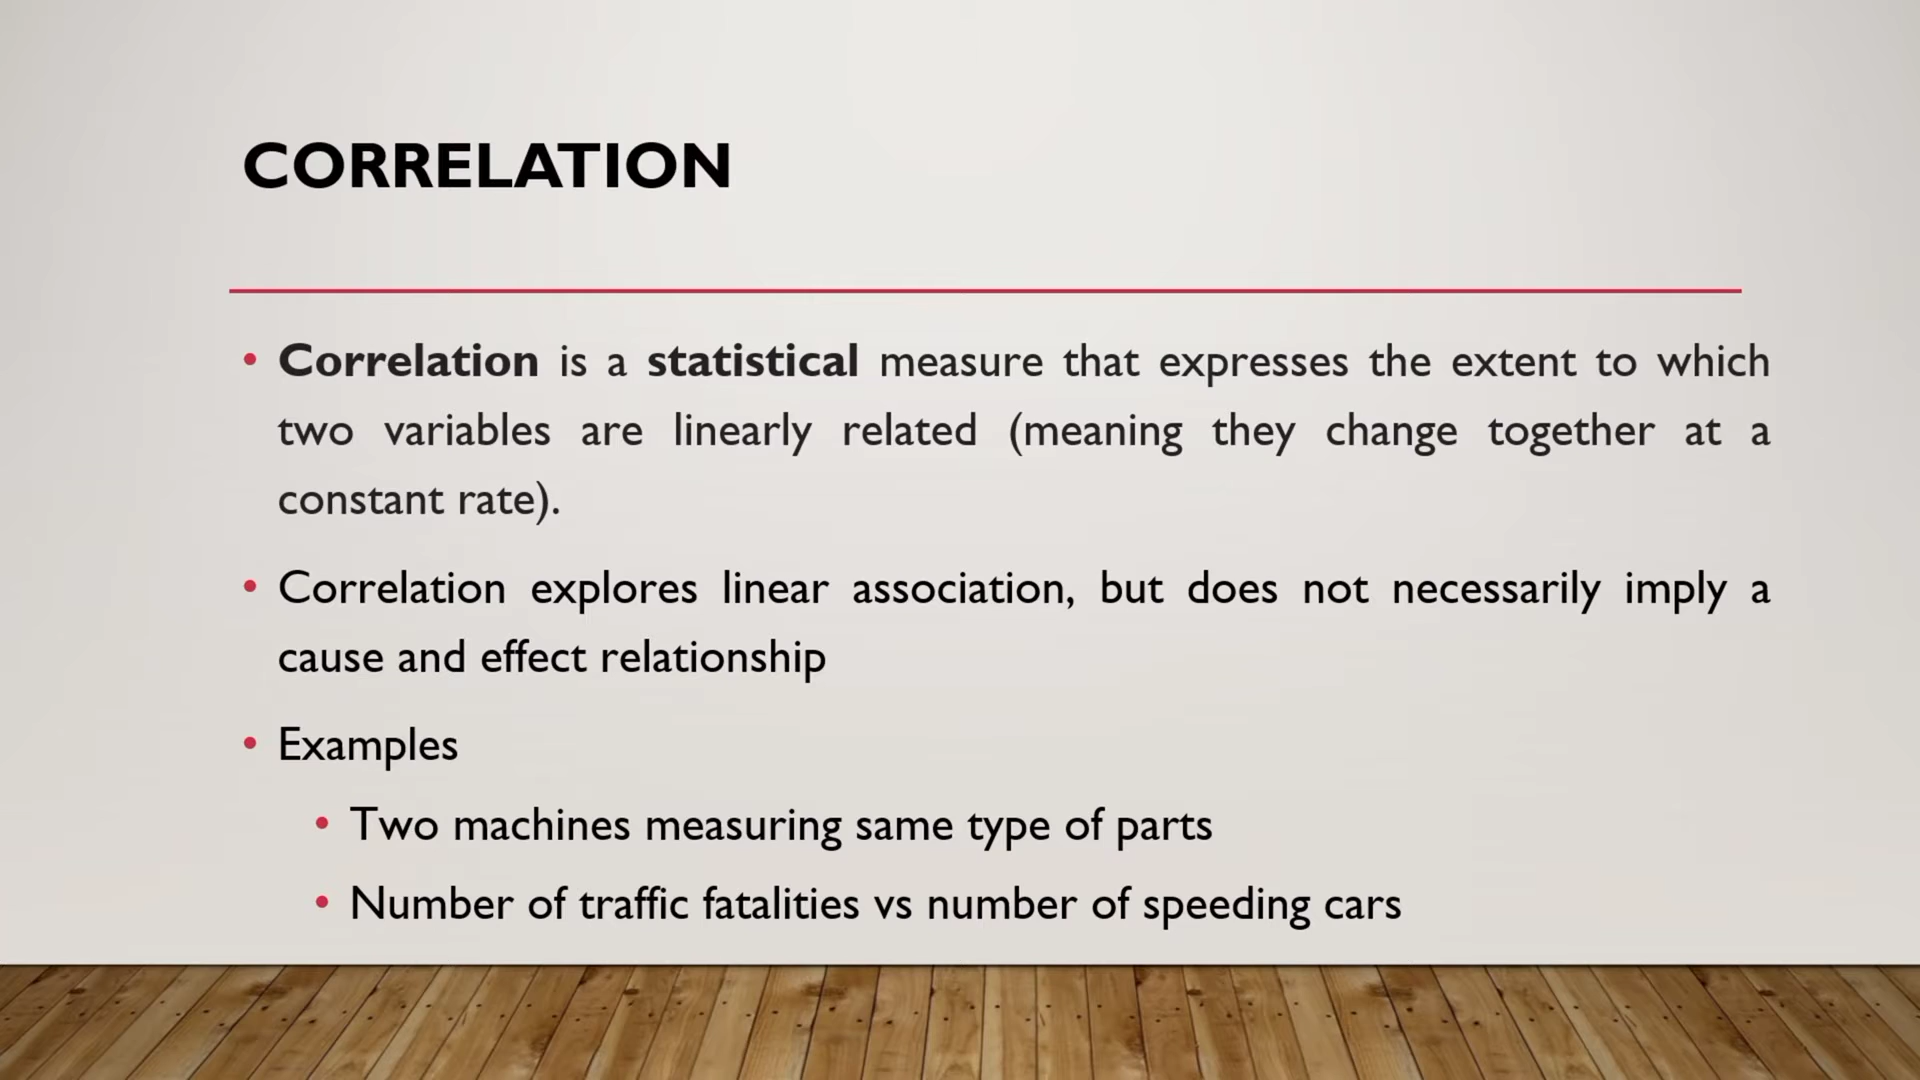 CORRELATION
• Correlation is a statistical measure that expresses the extent to which
two variables are linearly related (meaning they change together at a
constant rate).
• Correlation explores linear association, but does not necessarily imply a
cause and effect relationship
• Examples
• Two machines measuring same type of parts
• Number of traffic fatalities vs number of speeding cars